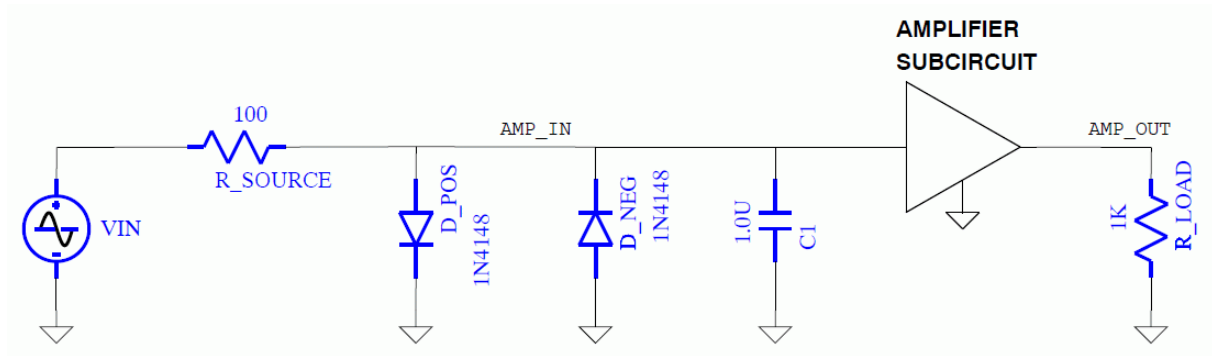 AMPLIFIER
SUBCIRCUIT
100
AMP_IN
AMP_OUT
R_SOURCE
VIN
D_POS
1N4148
D_NEG
1N4148
1.0U
C1
1K
R_LOAD